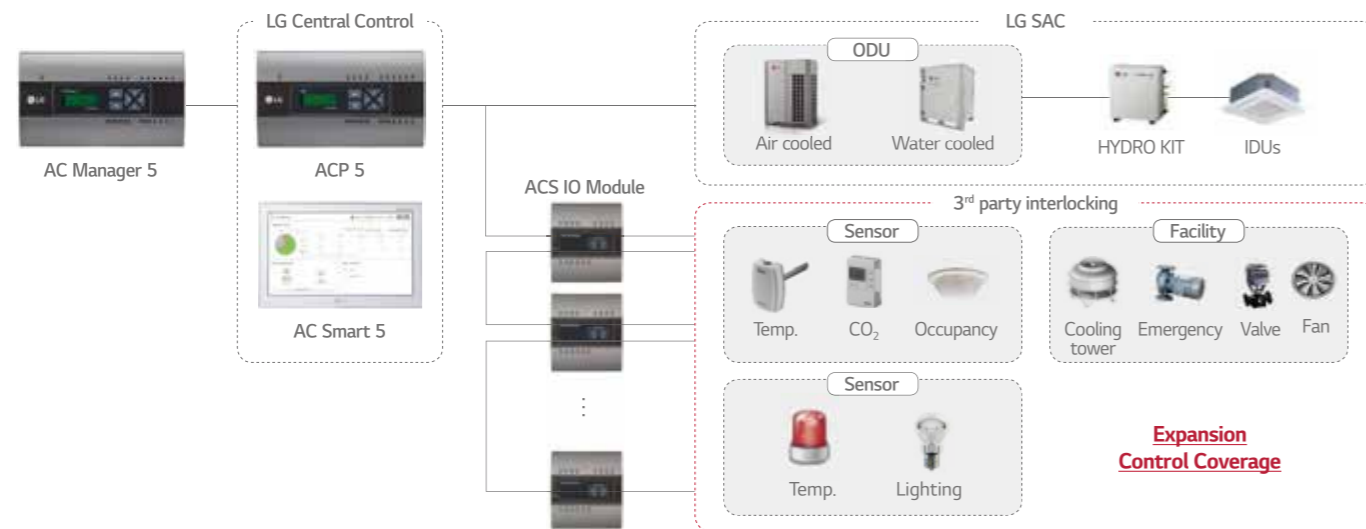 LG Central Control
LG SAC
ODU
LG
LG
Air cooled
Water cooled
HYDRO KIT
IDUs
AC Manager 5
ACP 5
ACS IO Module
3rd party interlocking
Sensor
Facility
AC Smart 5
Temp.
CO2
Occupancy
Cooling
tower
Emergency
Valve
Fan
Sensor
Temp.
Lighting
Expansion
Control Coverage